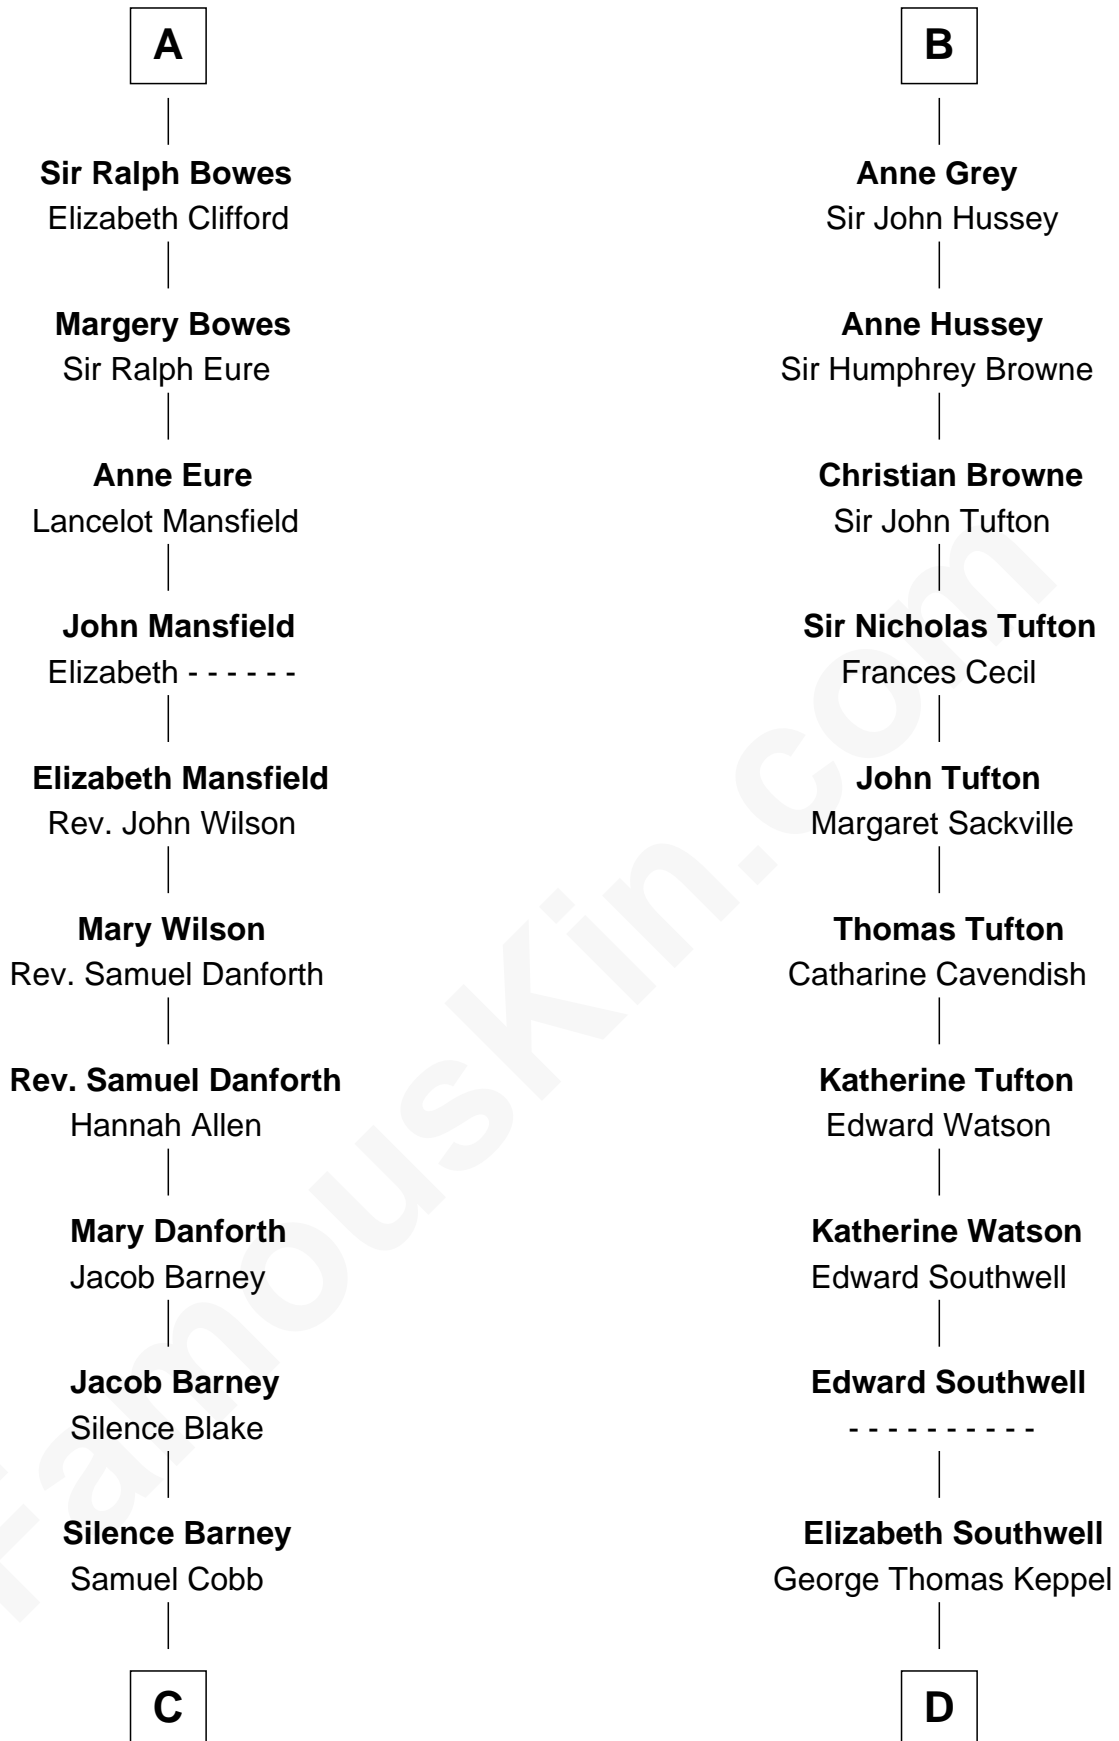 A
Sir Ralph Bowes
Elizabeth Clifford
Margery Bowes
Sir Ralph Eure
Anne Eure
Lancelot Mansfield
John Mansfield
Elizabeth - - - - - -
Elizabeth Mansfield
Rev. John Wilson
Mary Wilson
Rev. Samuel Danforth
Rev. Samuel Danforth
Hannah Allen
Mary Danforth
Jacob Barney
Jacob Barney
Silence Blake
Silence Barney
Samuel Cobb
C
B
Anne Grey
Sir John Hussey
Anne Hussey
Sir Humphrey Browne
Christian Browne
Sir John Tufton
Sir Nicholas Tufton
Frances Cecil
John Tufton
Margaret Sackville
Thomas Tufton
Catharine Cavendish
Katherine Tufton
Edward Watson
Katherine Watson
Edward Southwell
Edward Southwell
- - - - - - - - - -
Elizabeth Southwell
George Thomas Keppel
D
FamousKin.com